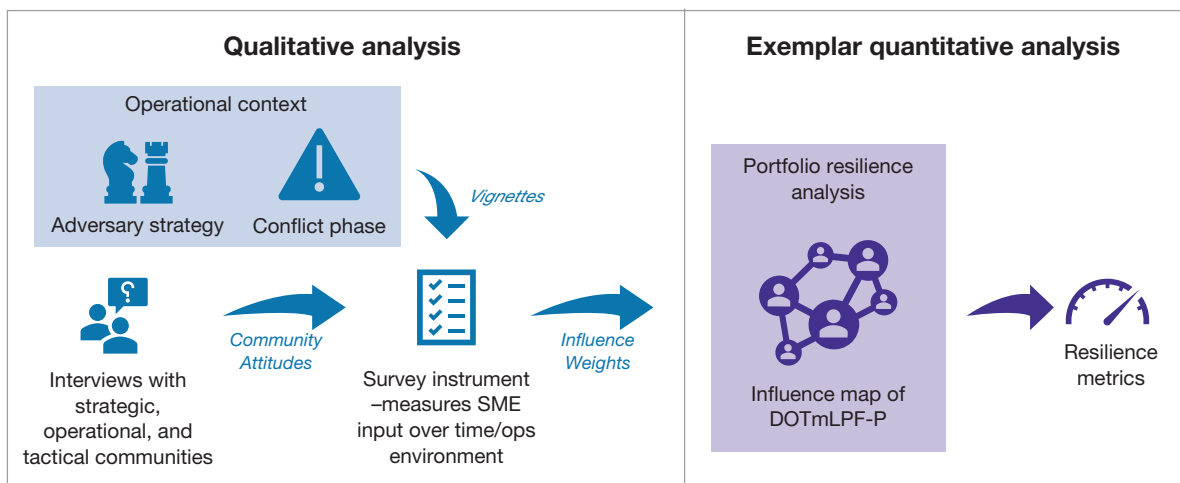 Qualitative analysis
Operational context
Adversary strategy
Conflict phase
Vignettes
?
Community
Attitudes
Influence
Weights
Interviews with
strategic,
operational, and
tactical communities
Survey instrument
–measures SME
input over time/ops
environment
Exemplar quantitative analysis
Portfolio resilience
analysis
Influence map of
DOTmLPF-P
Resilience
metrics